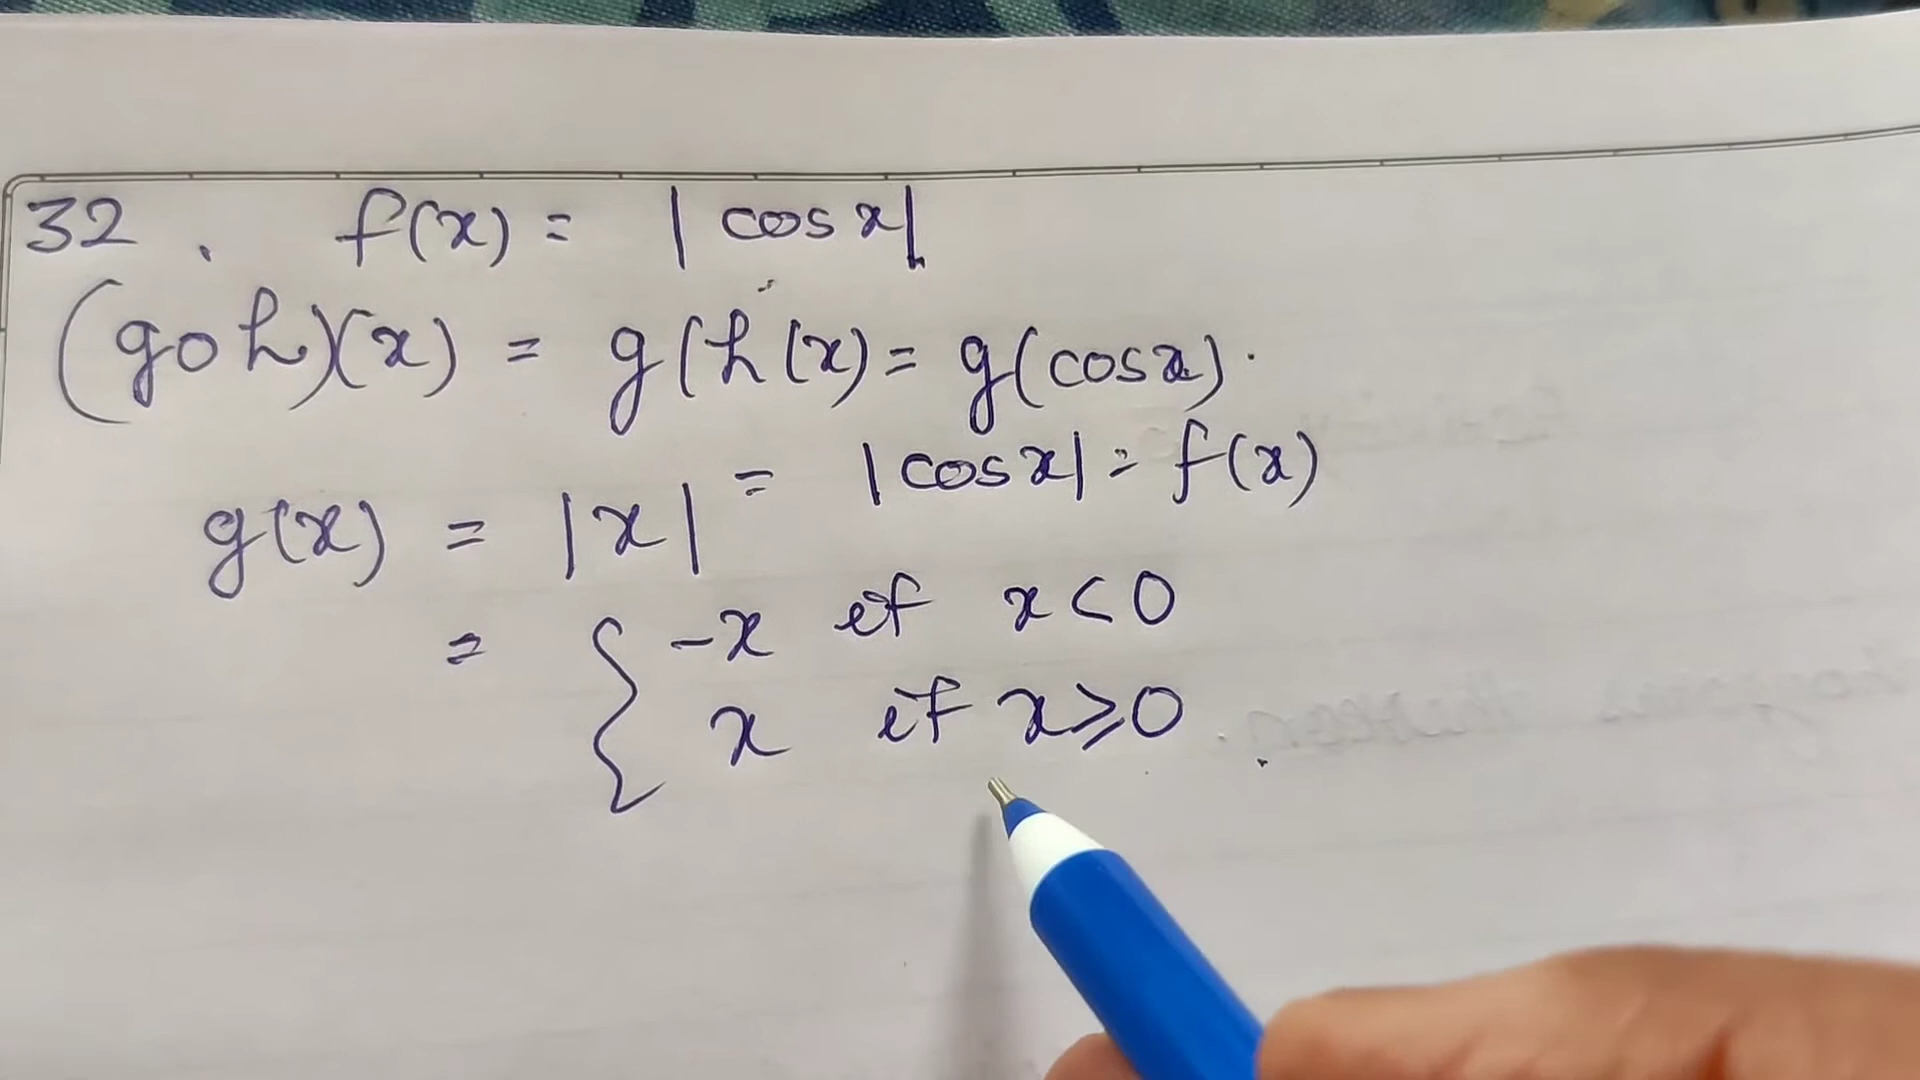 32. f(x) = |cos x|
(goh)(x) = g(h(x) = g(cos x).
= |cos x| = f(x)
g(x) = |x|
= { -x if x < 0
x if x ≥ 0.